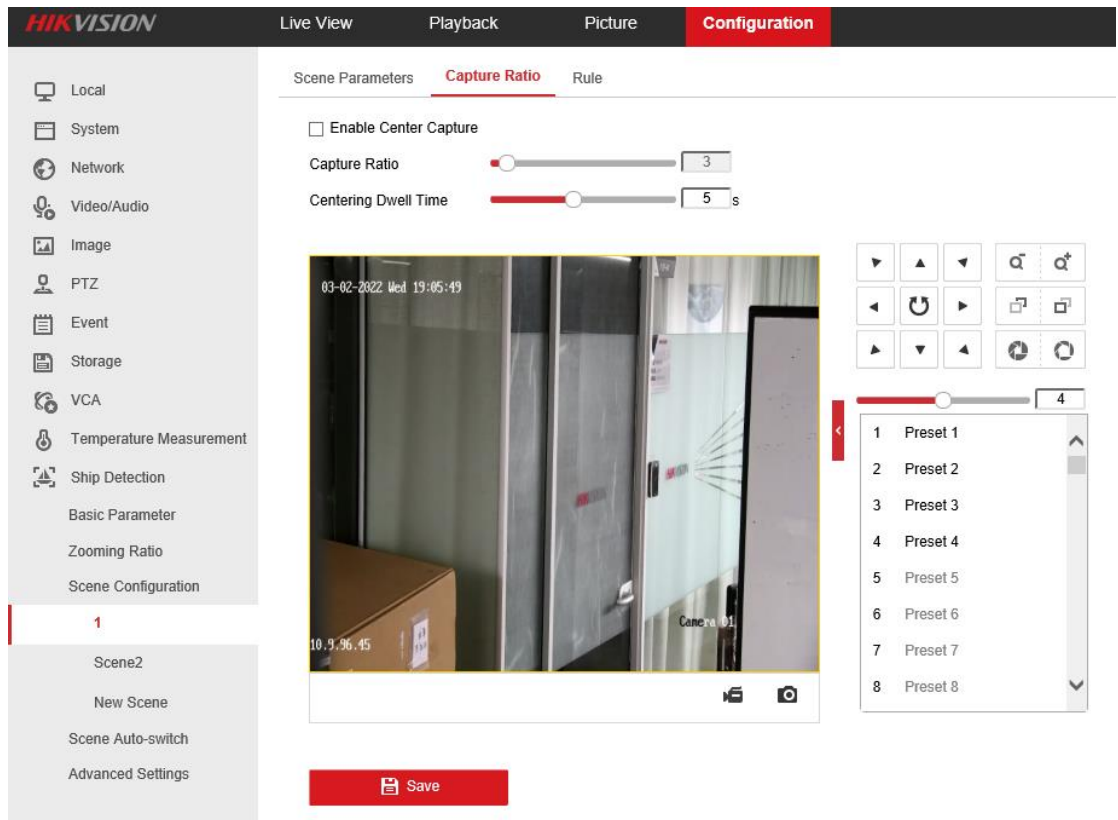 HIKVISION
Live View Playback Picture Configuration
Local
System
Network
Video/Audio
Image
PTZ
Event
Storage
VCA
Temperature Measurement
Ship Detection
Basic Parameter
Zooming Ratio
Scene Configuration
1
Scene2
New Scene
Scene Auto-switch
Advanced Settings
Scene Parameters Capture Ratio Rule
Enable Center Capture
Capture Ratio 3
Centering Dwell Time 5 s
03-02-2022 Wed 19:05:49
HIKVISION
HIKVISION
Camera 01
10.9.96.45
4
1 Preset 1
2 Preset 2
3 Preset 3
4 Preset 4
5 Preset 5
6 Preset 6
7 Preset 7
8 Preset 8
Save